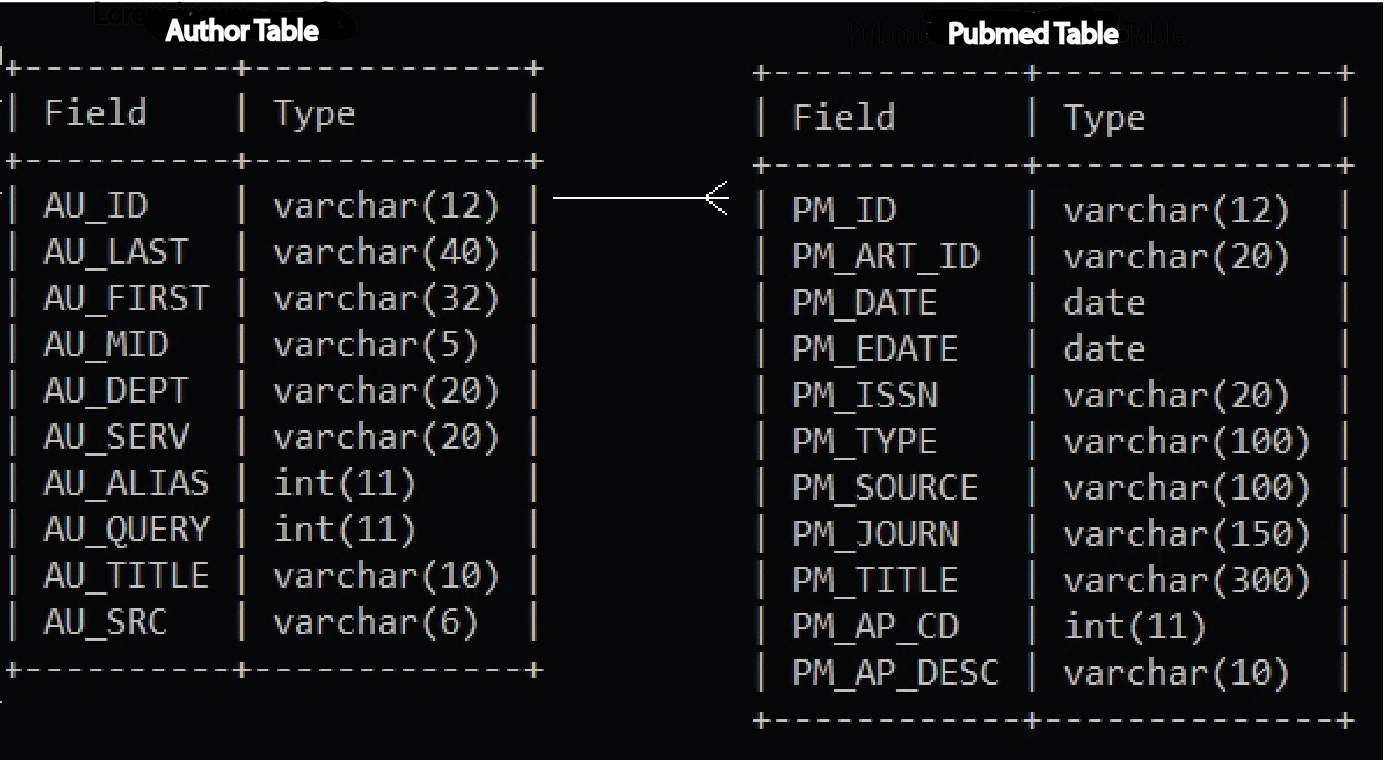 Author Table
+----------+--------------+
| Field | Type |
+----------+--------------+
| AU_ID | varchar(12) |
| AU_LAST | varchar(40) |
| AU_FIRST | varchar(32) |
| AU_MID | varchar(5) |
| AU_DEPT | varchar(20) |
| AU_SERV | varchar(20) |
| AU_ALIAS | int(11) |
| AU_QUERY | int(11) |
| AU_TITLE | varchar(10) |
| AU_SRC | varchar(6) |
+----------+--------------+
Pubmed Table
+-------------+--------------+
| Field | Type |
+-------------+--------------+
| PM_ID | varchar(12) |
| PM_ART_ID | varchar(20) |
| PM_DATE | date |
| PM_EDATE | date |
| PM_ISSN | varchar(20) |
| PM_TYPE | varchar(100) |
| PM_SOURCE | varchar(100) |
| PM_JOURN | varchar(150) |
| PM_TITLE | varchar(300) |
| PM_AP_CD | int(11) |
| PM_AP_DESC | varchar(10) |
+-------------+--------------+